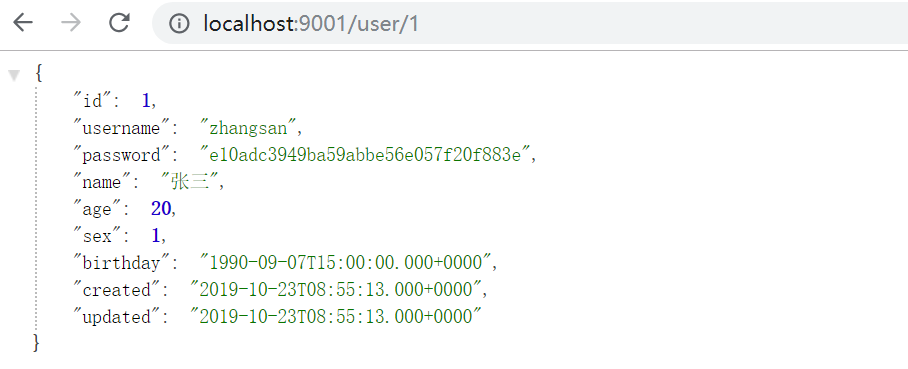 localhost:9001/user/1
{
"id": 1,
"username": "zhangsan",
"password": "e10adc3949ba59abbe56e057f20f883e",
"name": "张三",
"age": 20,
"sex": 1,
"birthday": "1990-09-07T15:00:00.000+0000",
"created": "2019-10-23T08:55:13.000+0000",
"updated": "2019-10-23T08:55:13.000+0000"
}